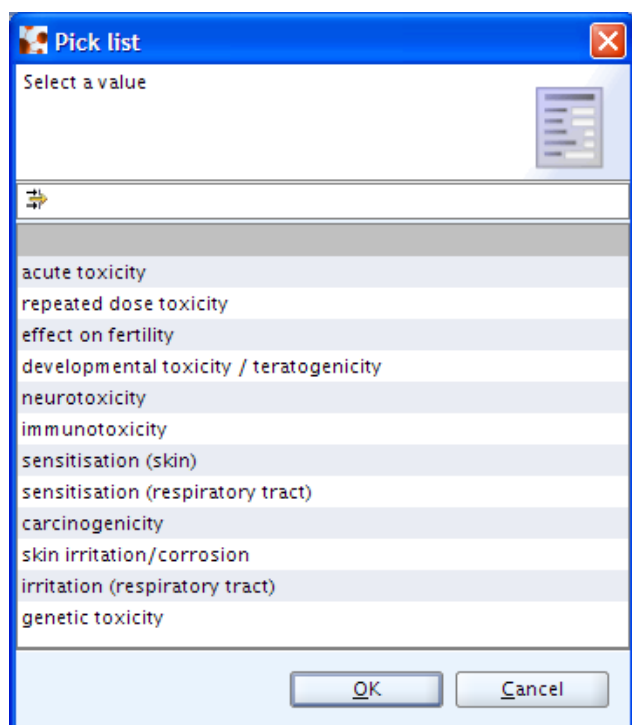 Pick list
Select a value
acute toxicity
repeated dose toxicity
effect on fertility
developmental toxicity / teratogenicity
neurotoxicity
immunotoxicity
sensitisation (skin)
sensitisation (respiratory tract)
carcinogenicity
skin irritation/corrosion
irritation (respiratory tract)
genetic toxicity
OK Cancel